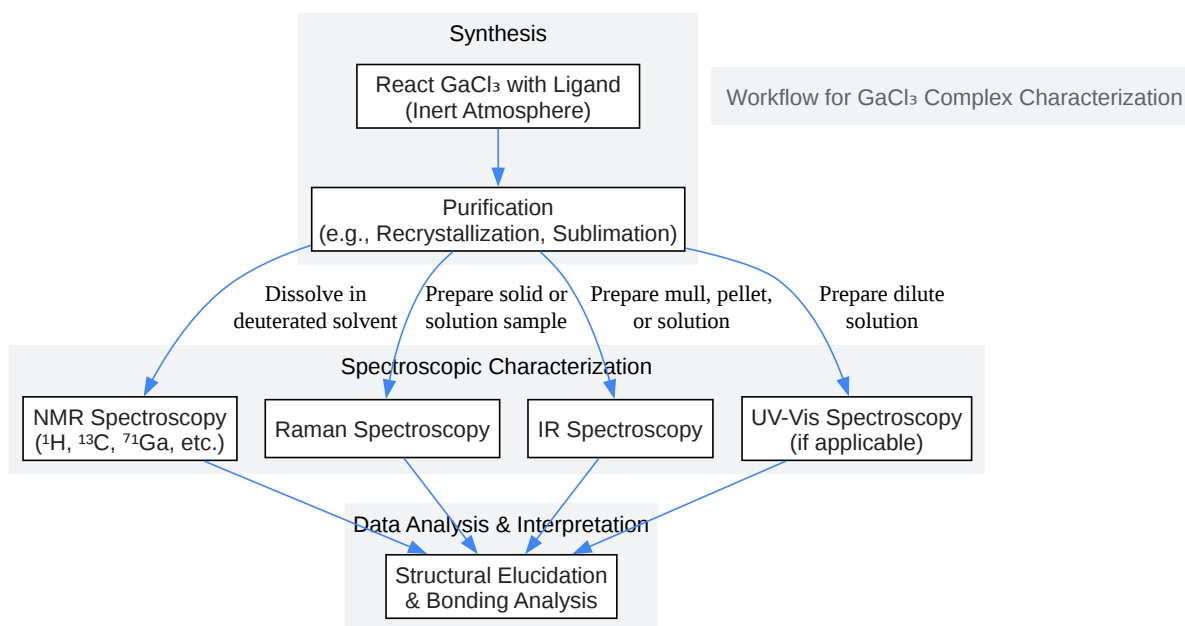 Synthesis
React GaCl₃ with Ligand
(Inert Atmosphere)
Workflow for GaCl₃ Complex Characterization
Purification
(e.g., Recrystallization, Sublimation)
Dissolve in
deuterated solvent
Prepare solid or
solution sample
Prepare mull, pellet,
or solution
Prepare dilute
solution
Spectroscopic Characterization
NMR Spectroscopy
(¹H, ¹³C, ⁷¹Ga, etc.)
Raman Spectroscopy
IR Spectroscopy
UV-Vis Spectroscopy
(if applicable)
Data Analysis & Interpretation
Structural Elucidation
& Bonding Analysis